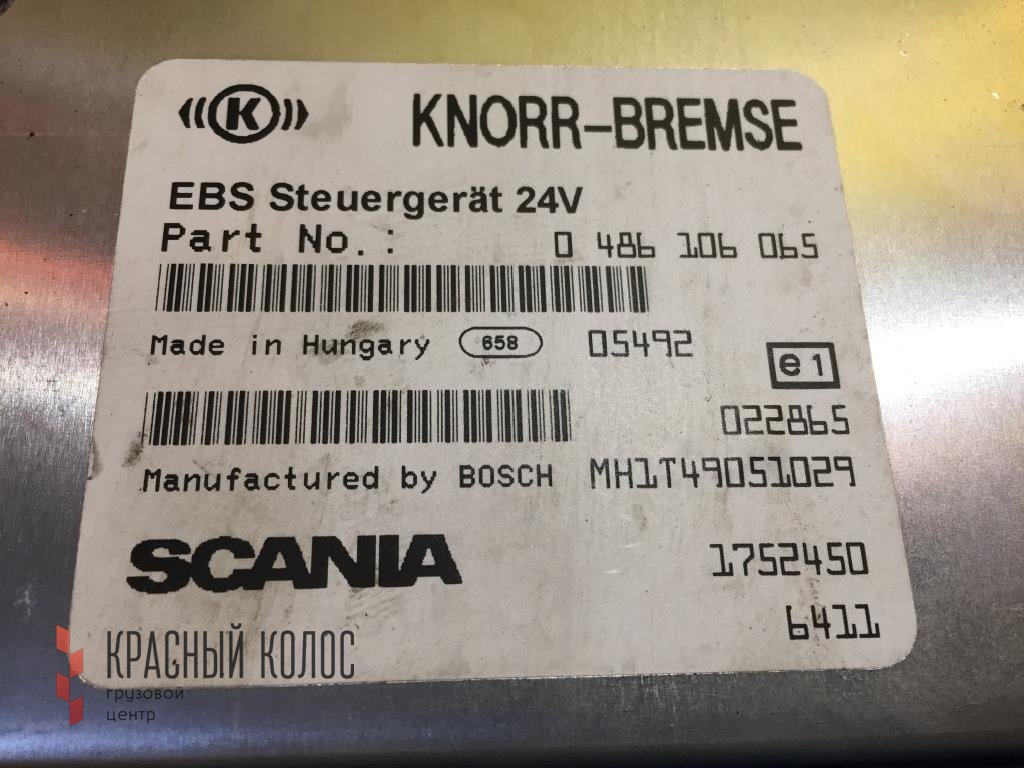 K KNORR-BREMSE
EBS Steuergerät 24V
Part No.: 0 486 106 065
Made in Hungary 658 05492
e1
022865
Manufactured by BOSCH MH1T49051029
SCANIA 1752450
6411
КРАСНЫЙ КОЛОС
грузовой
центр